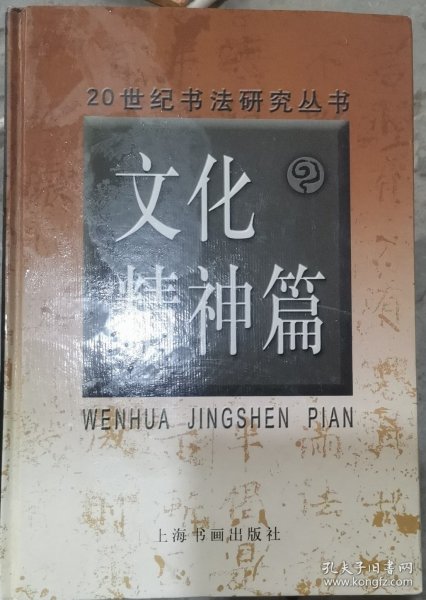 20世纪书法研究丛书
文化
精神篇
WENHUA JINGSHEN PIAN
上海书画出版社
孔夫子旧书网
www.kongfz.com